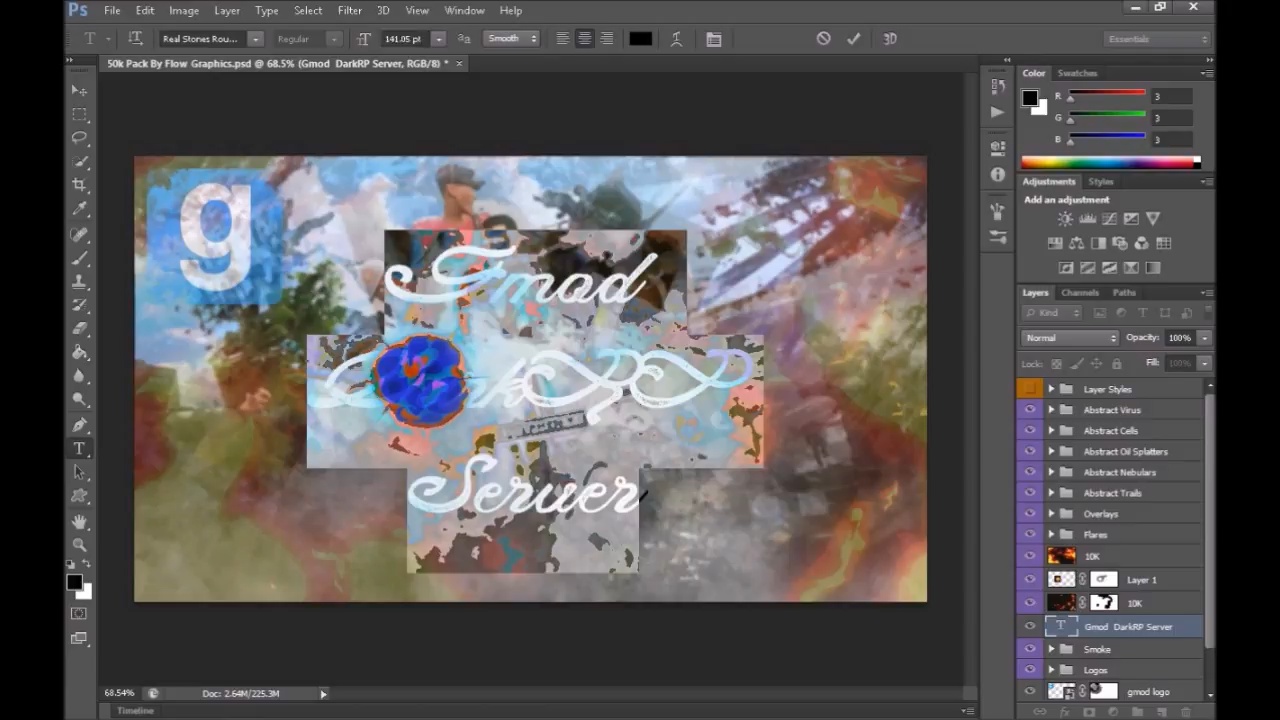 Ps File Edit Image Layer Type Select Filter 3D View Window Help
T Real Stones Rou... Regular 141.05 pt Smooth 3D Essentials
50k Pack By Flow Graphics.psd @ 68.5% (Gmod DarkRP Server, RGB/8) * ×
Color Swatches
R 3
G 3
B 3
Adjustments Styles
Add an adjustment
Layers Channels Paths
Kind
Normal Opacity: 100%
Lock: Fill: 100%
Layer Styles
Abstract Virus
Abstract Cells
Abstract Oil Splatters
Abstract Nebulars
Abstract Trails
Overlays
Flares
10K
Layer 1
10K
T Gmod DarkRP Server
Smoke
Logos
gmod logo
g
Gmod
Server
68.54% Doc: 2.64M/225.3M
Timeline